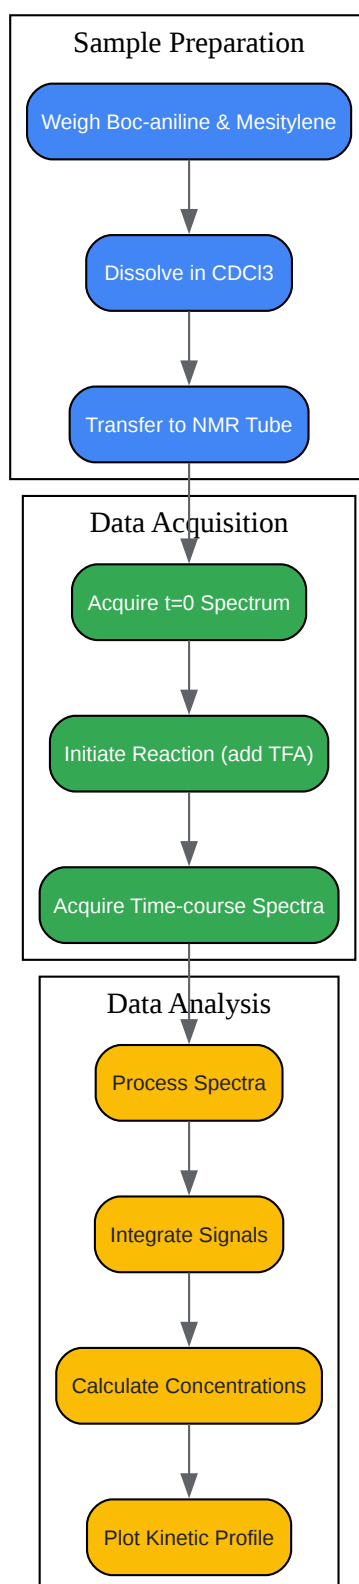 Sample Preparation
Weigh Boc-aniline & Mesitylene
Dissolve in CDCl3
Transfer to NMR Tube
Data Acquisition
Acquire t=0 Spectrum
Initiate Reaction (add TFA)
Acquire Time-course Spectra
Data Analysis
Process Spectra
Integrate Signals
Calculate Concentrations
Plot Kinetic Profile